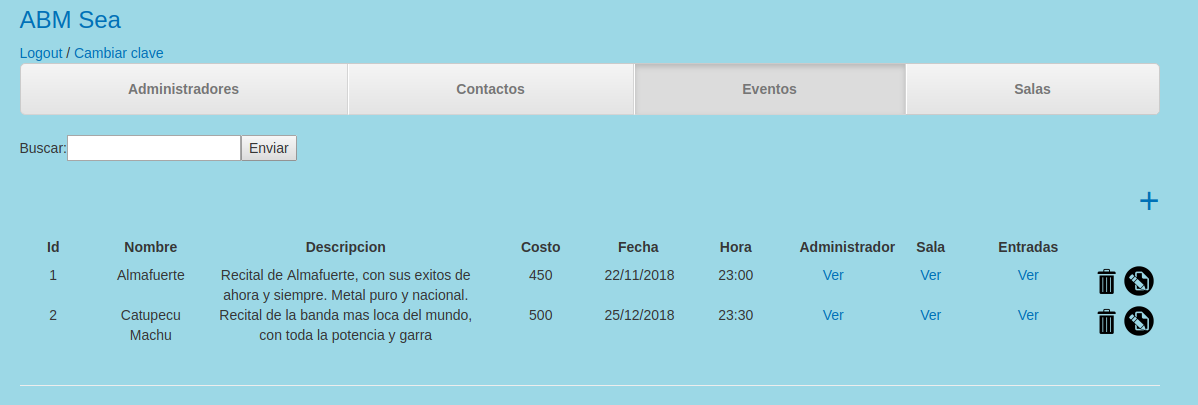 ABM Sea
Logout / Cambiar clave
Administradores Contactos Eventos Salas
Buscar: Enviar
+
Id Nombre Descripcion Costo Fecha Hora Administrador Sala Entradas
1 Almafuerte Recital de Almafuerte, con sus exitos de 450 22/11/2018 23:00 Ver Ver Ver
ahora y siempre. Metal puro y nacional.
2 Catupecu Recital de la banda mas loca del mundo, 500 25/12/2018 23:30 Ver Ver Ver
Machu con toda la potencia y garra